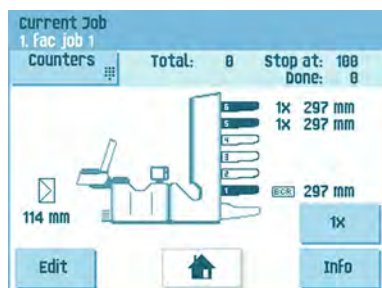 Current Job
1. Fac job 1
Counters Total: 0 Stop at: 100
Done: 0
6 1x 297 mm
5 1x 297 mm
4
3
2
1 BCR 297 mm
114 mm
1x
Edit Info